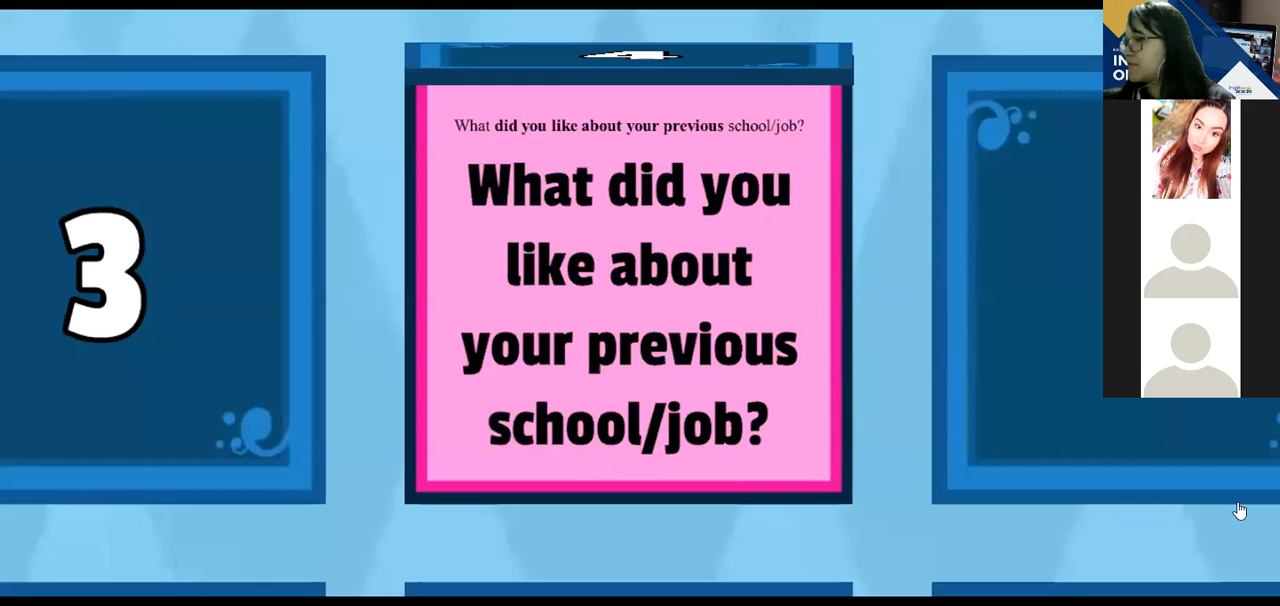 3
What did you like about your previous school/job?
What did you
like about
your previous
school/job?